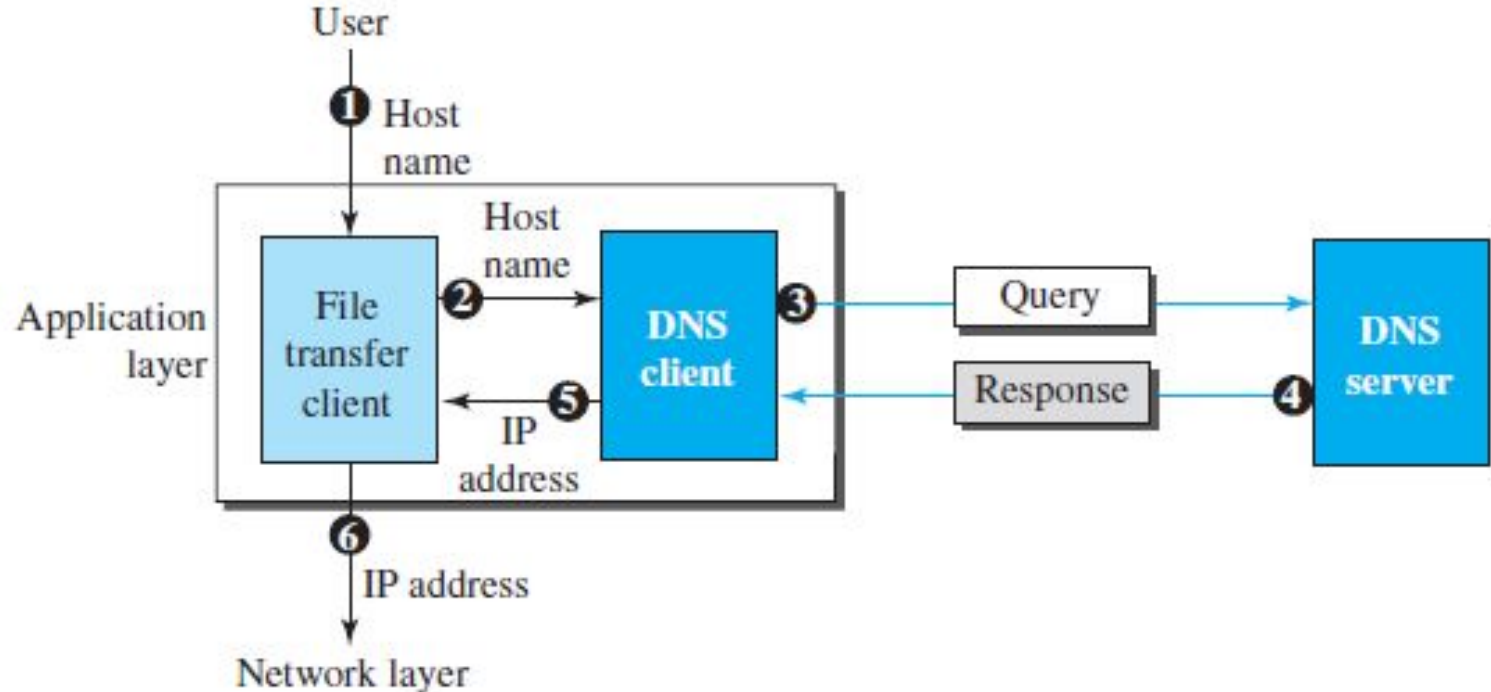 User
1
Host
name
Host
name
Application
layer
File
transfer
client
2
DNS
client
3
Query
DNS
server
Response
4
5
IP
address
6
IP address
Network layer